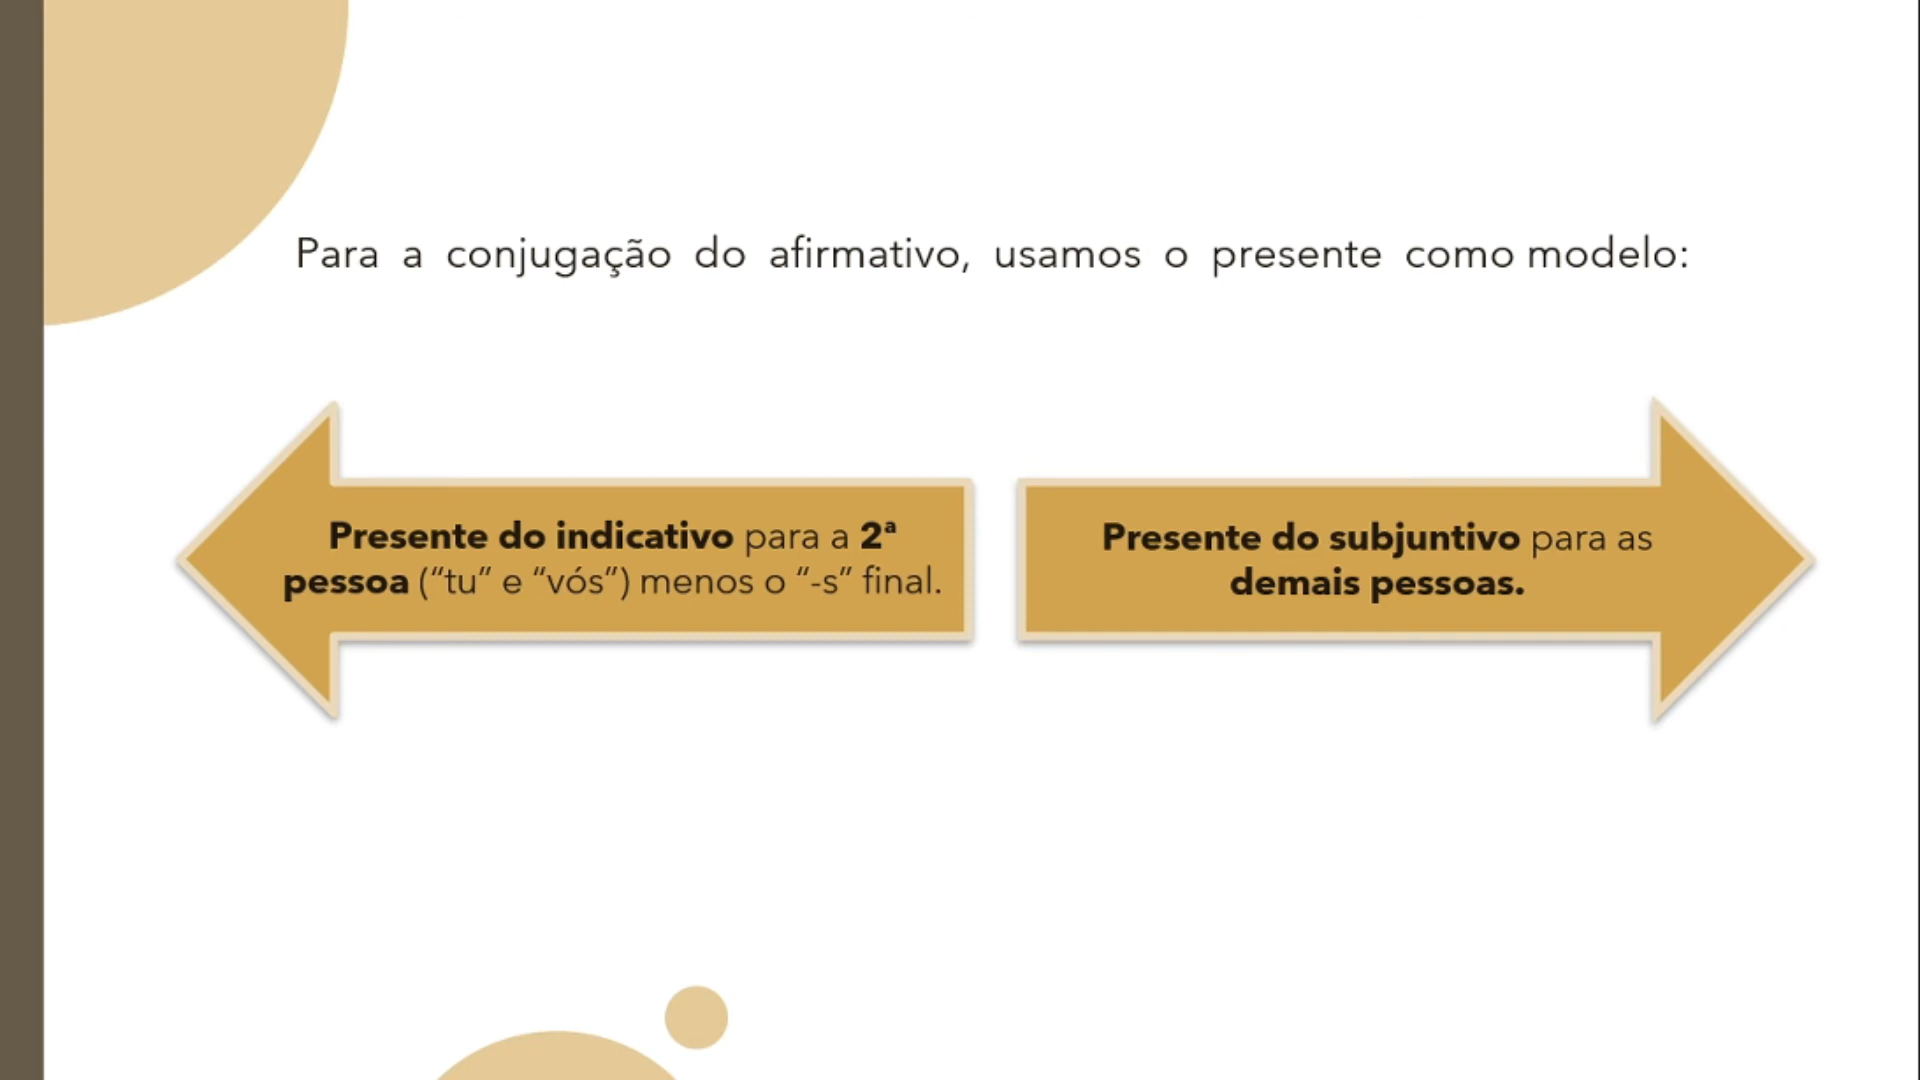 Para a conjugação do afirmativo, usamos o presente como modelo:
Presente do indicativo para a 2ª
pessoa (“tu” e “vós”) menos o “-s” final.
Presente do subjuntivo para as
demais pessoas.